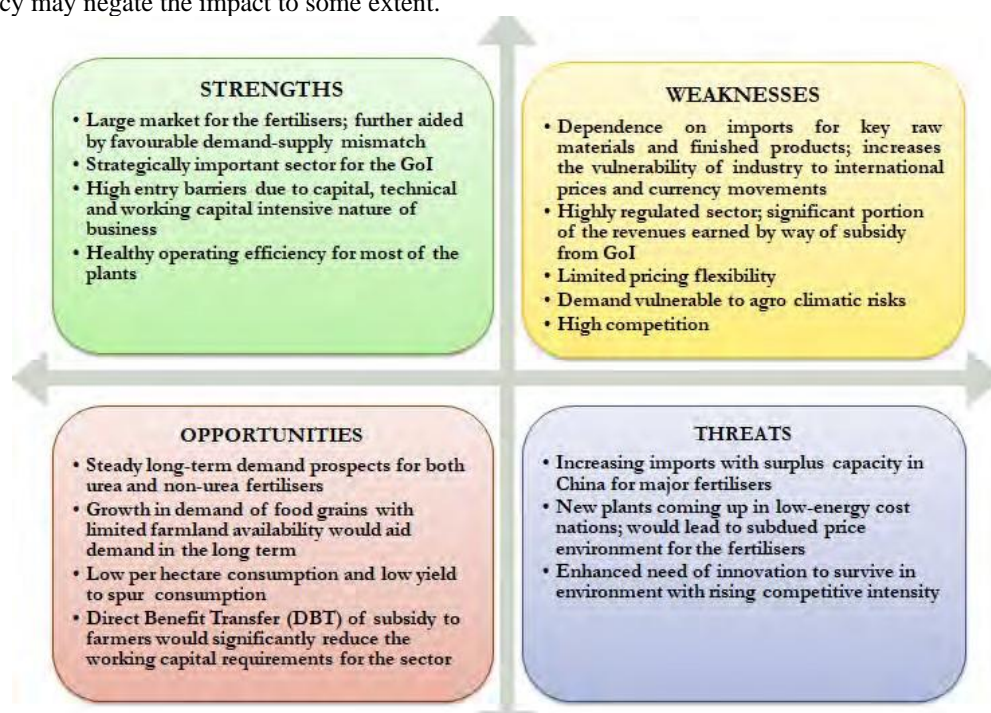 cy may negate the impact to some extent.
STRENGTHS
• Large market for the fertilisers; further aided
by favourable demand-supply mismatch
• Strategically important sector for the GoI
• High entry barriers due to capital, technical
and working capital intensive nature of
business
• Healthy operating efficiency for most of the
plants
WEAKNESSES
• Dependence on imports for key raw
materials and finished products; increases
the vulnerability of industry to international
prices and currency movements
• Highly regulated sector; significant portion
of the revenues earned by way of subsidy
from GoI
• Limited pricing flexibility
• Demand vulnerable to agro climatic risks
• High competition
OPPORTUNITIES
• Steady long-term demand prospects for both
urea and non-urea fertilisers
• Growth in demand of food grains with
limited farmland availability would aid
demand in the long term
• Low per hectare consumption and low yield
to spur consumption
• Direct Benefit Transfer (DBT) of subsidy to
farmers would significantly reduce the
working capital requirements for the sector
THREATS
• Increasing imports with surplus capacity in
China for major fertilisers
• New plants coming up in low-energy cost
nations; would lead to subdued price
environment for the fertilisers
• Enhanced need of innovation to survive in
environment with rising competitive intensity